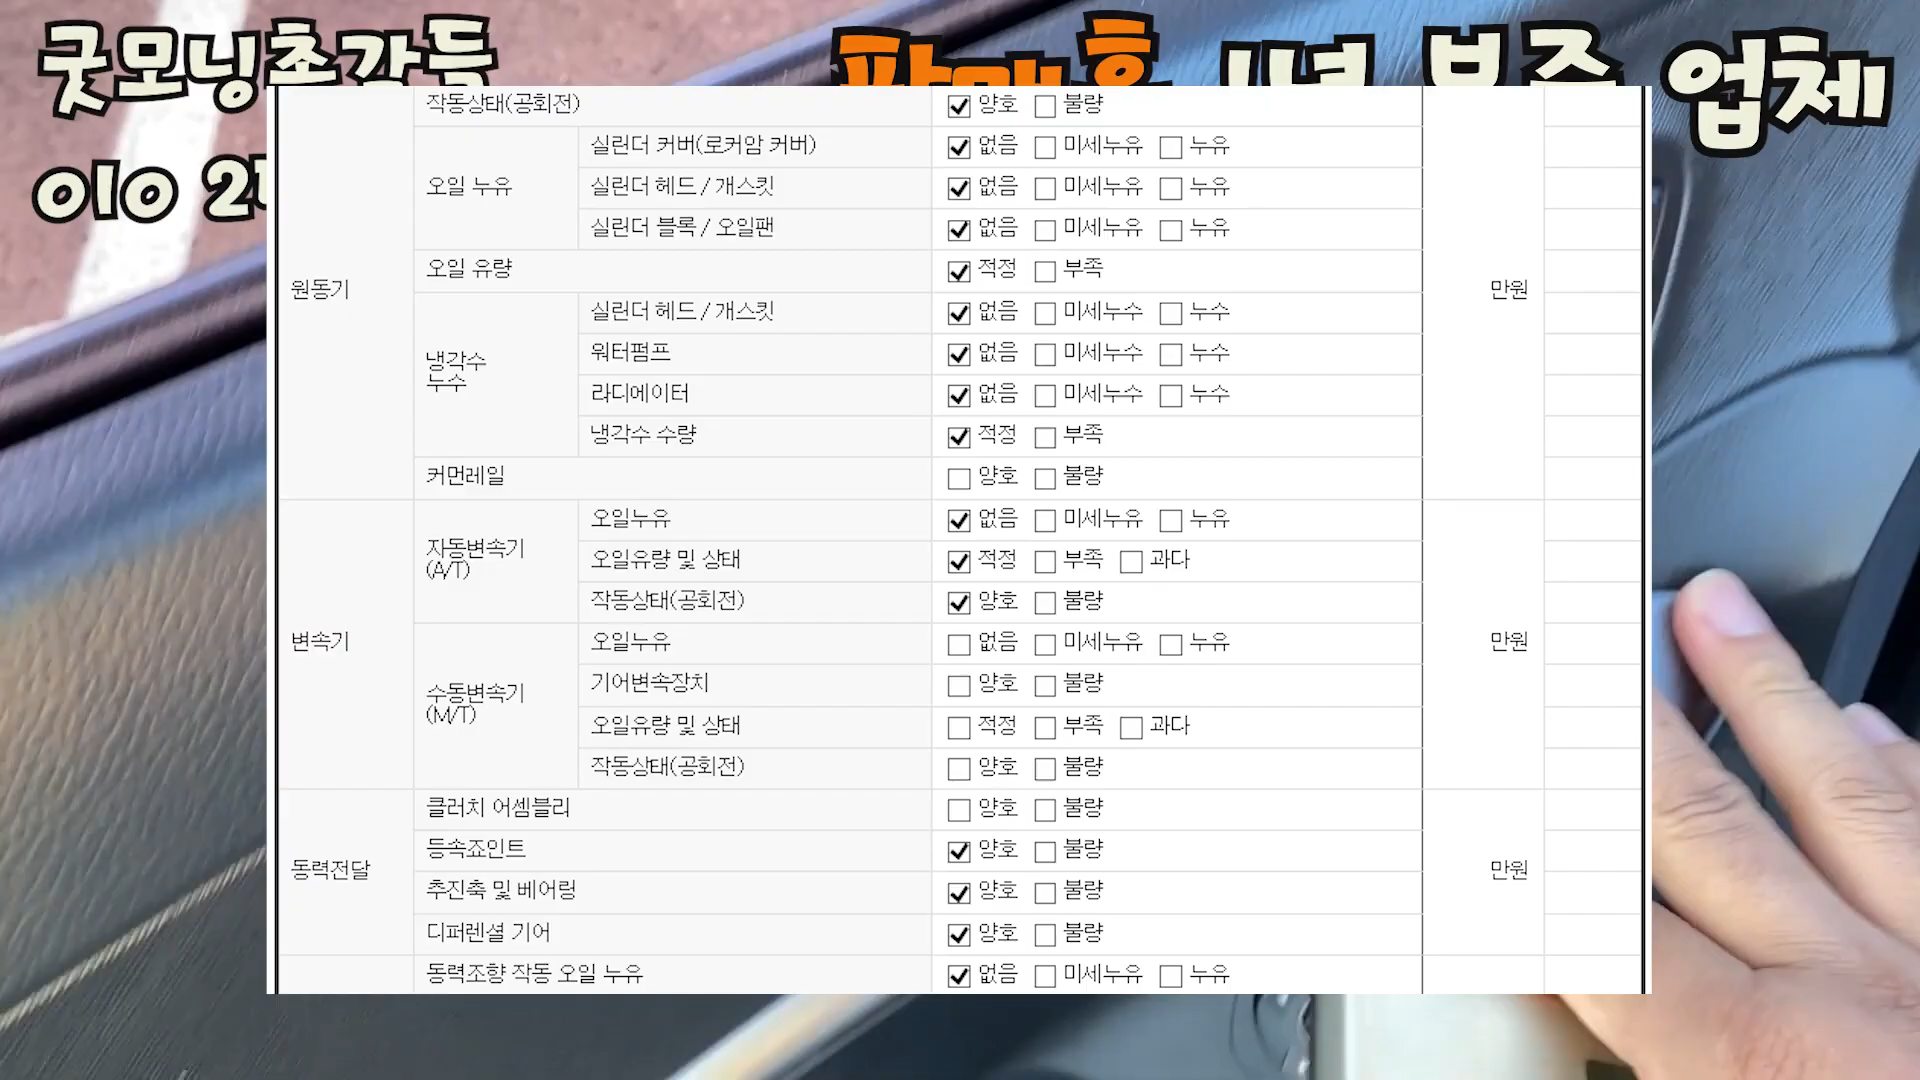 굿모닝
업체
010
작동상태(공회전) 양호 불량
실린더 커버(로커암 커버) 없음 미세누유 누유
오일 누유 실린더 헤드 / 개스킷 없음 미세누유 누유
실린더 블록 / 오일팬 없음 미세누유 누유
오일 유량 적정 부족
원동기 만원
실린더 헤드 / 개스킷 없음 미세누수 누수
워터펌프 없음 미세누수 누수
냉각수
누수
라디에이터 없음 미세누수 누수
냉각수 수량 적정 부족
커먼레일 양호 불량
오일누유 없음 미세누유 누유
자동변속기
(A/T)
오일유량 및 상태 적정 부족 과다
작동상태(공회전) 양호 불량
변속기 만원
오일누유 없음 미세누유 누유
기어변속장치 양호 불량
수동변속기
(M/T)
오일유량 및 상태 적정 부족 과다
작동상태(공회전) 양호 불량
클러치 어셈블리 양호 불량
등속죠인트 양호 불량
동력전달 만원
추진축 및 베어링 양호 불량
디퍼렌셜 기어 양호 불량
동력조향 작동 오일 누유 없음 미세누유 누유